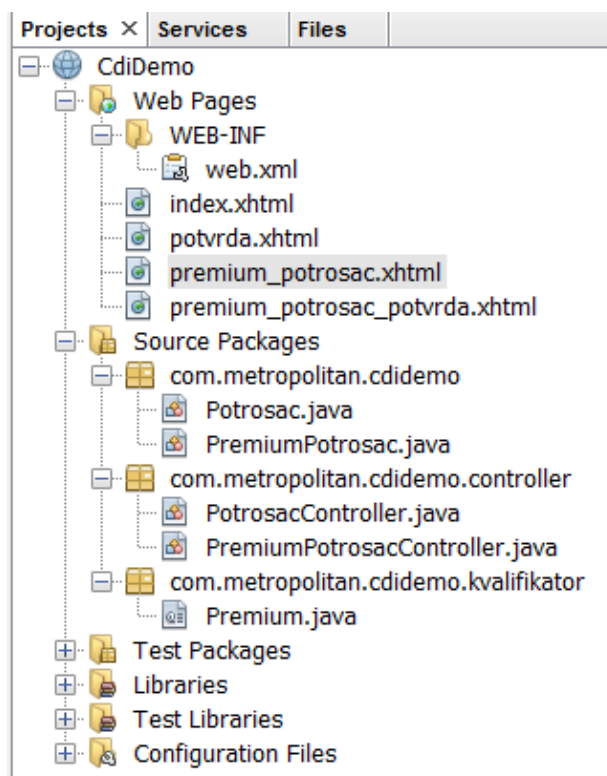 Projects × Services Files
CdiDemo
Web Pages
WEB-INF
web.xml
index.xhtml
potvrda.xhtml
premium_potrosac.xhtml
premium_potrosac_potvrda.xhtml
Source Packages
com.metropolitan.cdidemo
Potrosac.java
PremiumPotrosac.java
com.metropolitan.cdidemo.controller
PotrosacController.java
PremiumPotrosacController.java
com.metropolitan.cdidemo.kvalifikator
Premium.java
Test Packages
Libraries
Test Libraries
Configuration Files